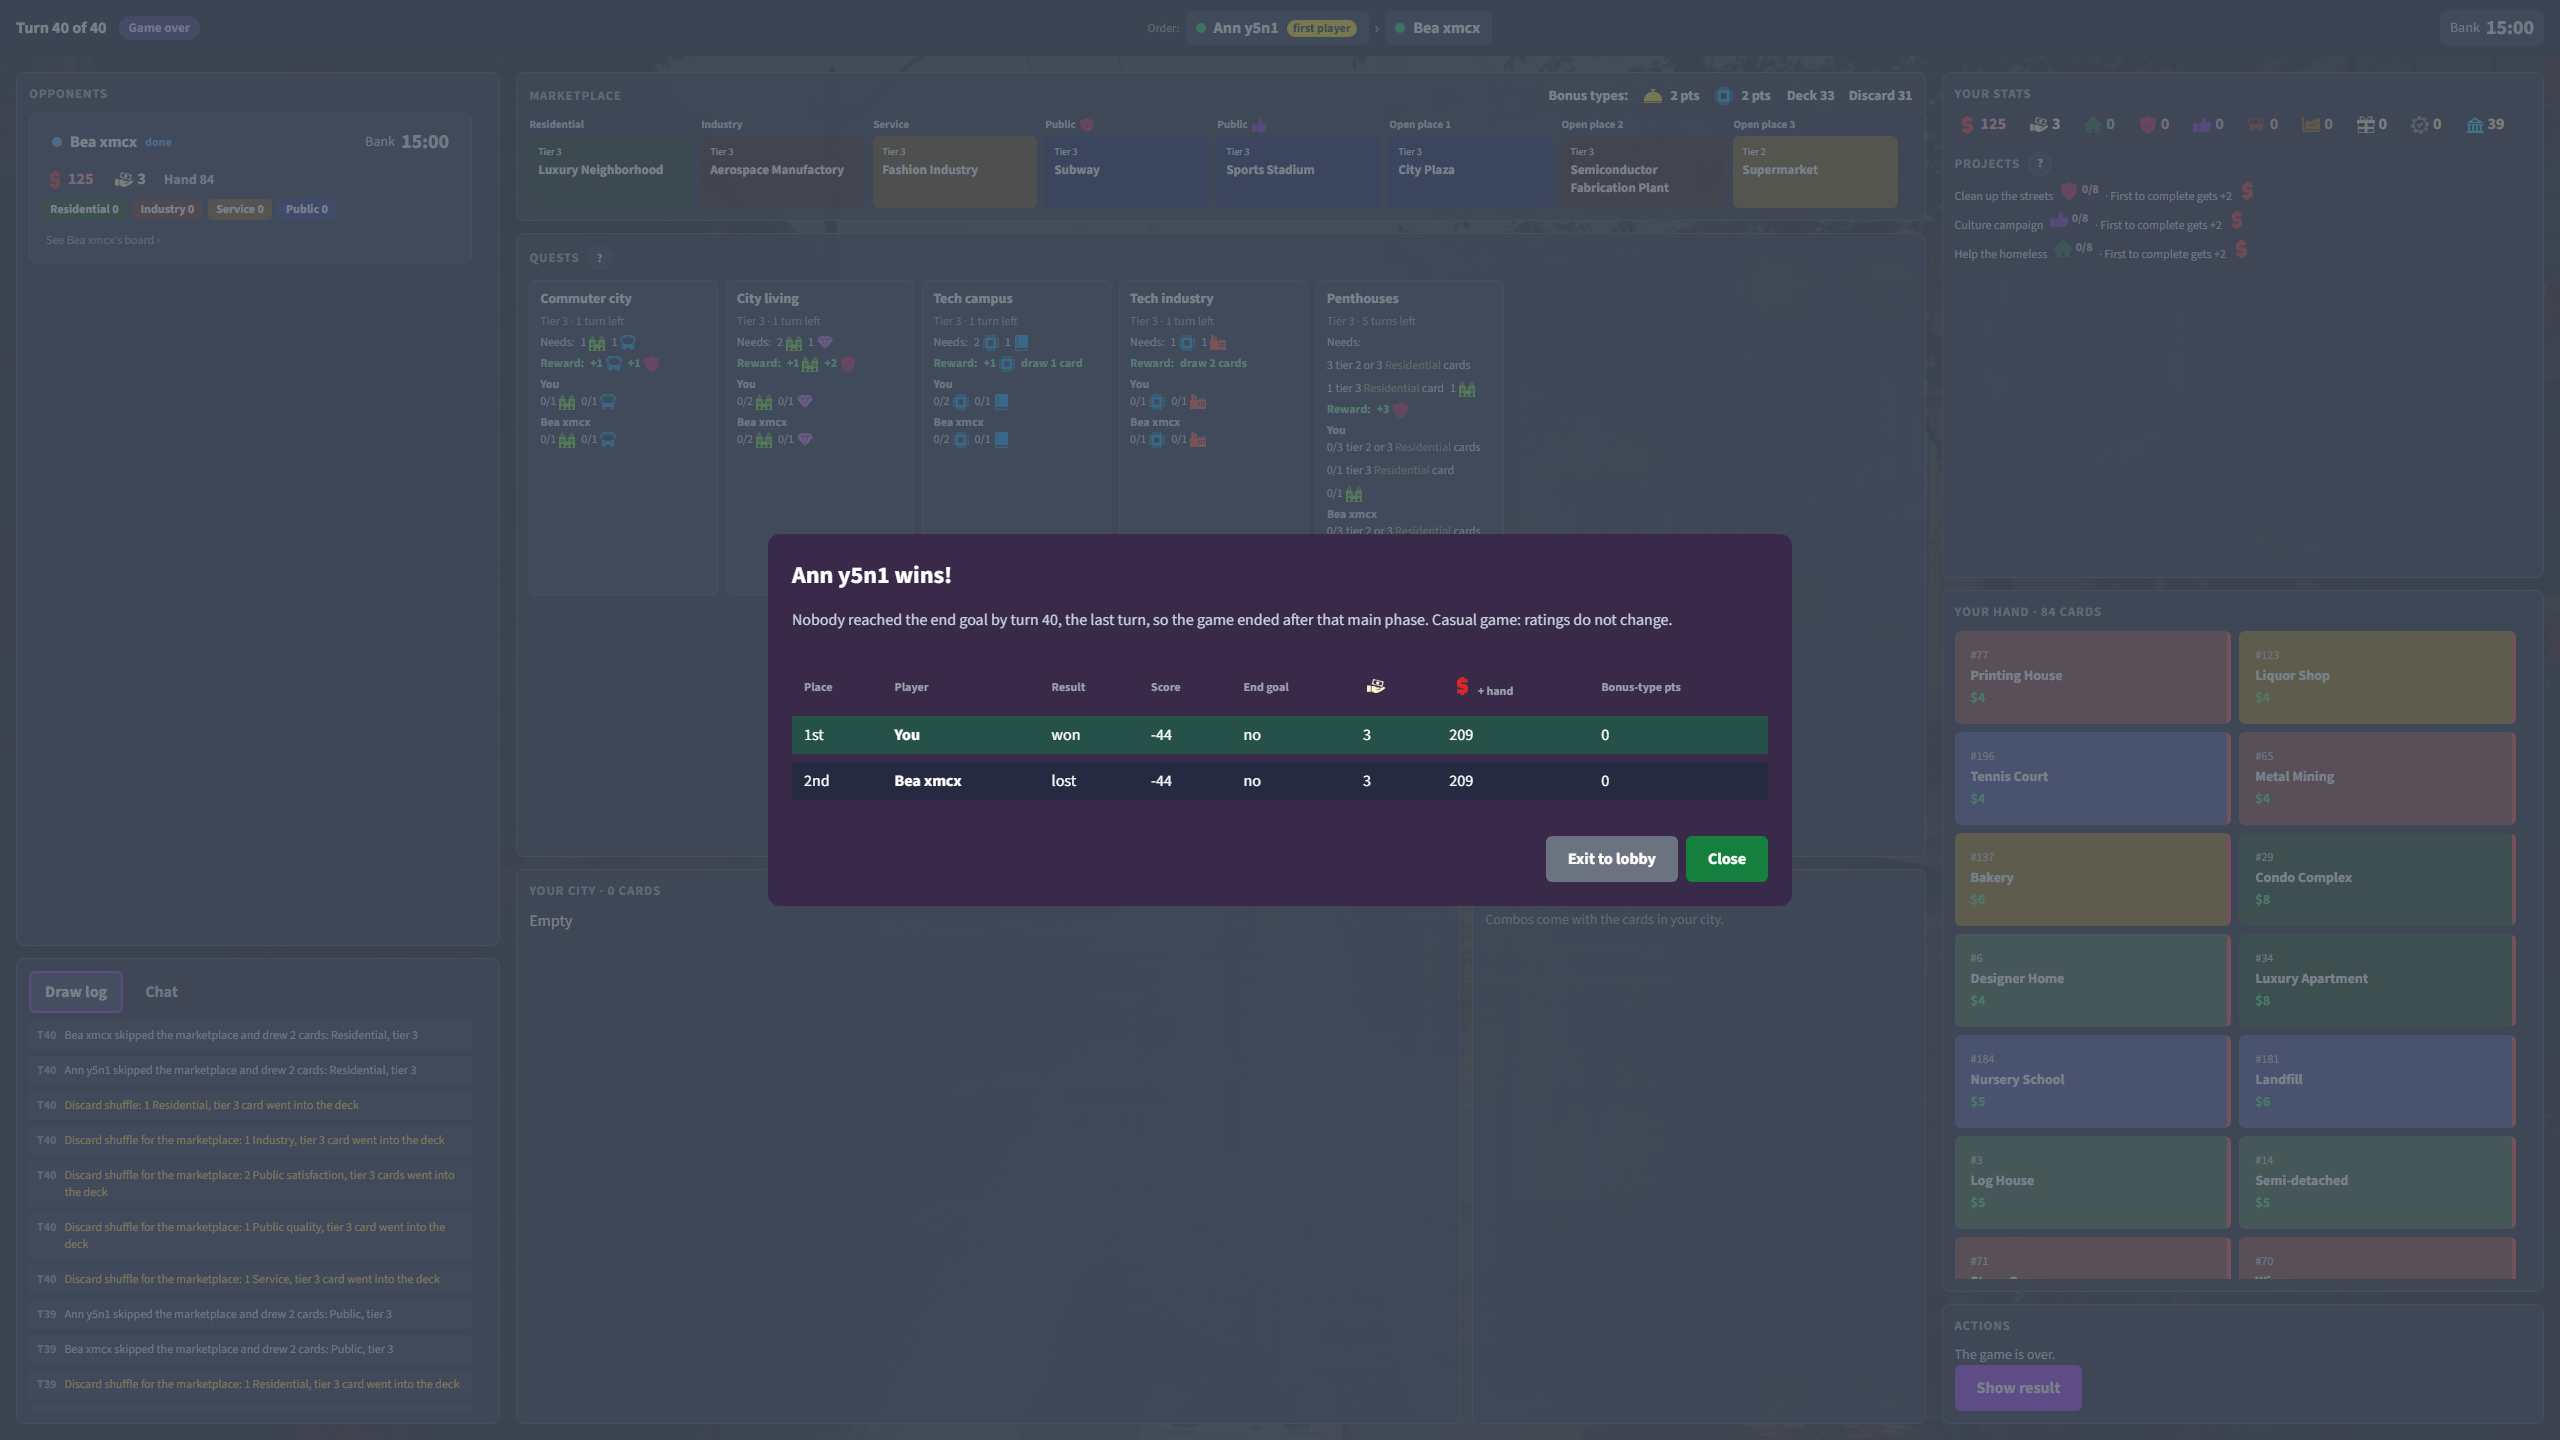 Turn 40 of 40 Game over
Order: Ann y5n1 first player › Bea xmcx
Bank 15:00
OPPONENTS
Bea xmcx done Bank 15:00
125 3 Hand 84
Residential 0 Industry 0 Service 0 Public 0
See Bea xmcx's board ›
MARKETPLACE
Bonus types: 2 pts 2 pts Deck 33 Discard 31
Residential Industry Service Public Public Open place 1 Open place 2 Open place 3
Tier 3
Luxury Neighborhood
Tier 3
Aerospace Manufactory
Tier 3
Fashion Industry
Tier 3
Subway
Tier 3
Sports Stadium
Tier 3
City Plaza
Tier 3
Semiconductor
Fabrication Plant
Tier 2
Supermarket
QUESTS ?
Commuter city
Tier 3 · 1 turn left
Needs: 1 1
Reward: +1 +1
You
0/1 0/1
Bea xmcx
0/1 0/1
City living
Tier 3 · 1 turn left
Needs: 2 1
Reward: +1 +2
You
0/2 0/1
Bea xmcx
0/2 0/1
Tech campus
Tier 3 · 1 turn left
Needs: 2 1
Reward: +1 draw 1 card
You
0/2 0/1
Bea xmcx
0/2 0/1
Tech industry
Tier 3 · 1 turn left
Needs: 1 1
Reward: draw 2 cards
You
0/1 0/1
Bea xmcx
0/1 0/1
Penthouses
Tier 3 · 5 turns left
Needs:
3 tier 2 or 3 Residential cards
1 tier 3 Residential card 1
Reward: +3
You
0/3 tier 2 or 3 Residential cards
0/1 tier 3 Residential card
0/1
Bea xmcx
0/3 tier 2 or 3 Residential cards
YOUR STATS
125 3 0 0 0 0 0 0 0 39
PROJECTS ?
Clean up the streets 0/8 · First to complete gets +2
Culture campaign 0/8 · First to complete gets +2
Help the homeless 0/8 · First to complete gets +2
Ann y5n1 wins!
Nobody reached the end goal by turn 40, the last turn, so the game ended after that main phase. Casual game: ratings do not change.
Place Player Result Score End goal + hand Bonus-type pts
1st You won -44 no 3 209 0
2nd Bea xmcx lost -44 no 3 209 0
Exit to lobby Close
YOUR CITY · 0 CARDS
Empty
Combos come with the cards in your city.
Draw log Chat
T40 Bea xmcx skipped the marketplace and drew 2 cards: Residential, tier 3
T40 Ann y5n1 skipped the marketplace and drew 2 cards: Residential, tier 3
T40 Discard shuffle: 1 Residential, tier 3 card went into the deck
T40 Discard shuffle for the marketplace: 1 Industry, tier 3 card went into the deck
T40 Discard shuffle for the marketplace: 2 Public satisfaction, tier 3 cards went into
the deck
T40 Discard shuffle for the marketplace: 1 Public quality, tier 3 card went into the
deck
T40 Discard shuffle for the marketplace: 1 Service, tier 3 card went into the deck
T39 Ann y5n1 skipped the marketplace and drew 2 cards: Public, tier 3
T39 Bea xmcx skipped the marketplace and drew 2 cards: Public, tier 3
T39 Discard shuffle for the marketplace: 1 Residential, tier 3 card went into the deck
YOUR HAND · 84 CARDS
#77
Printing House
$4
#123
Liquor Shop
$4
#196
Tennis Court
$4
#65
Metal Mining
$4
#137
Bakery
$6
#29
Condo Complex
$8
#6
Designer Home
$4
#34
Luxury Apartment
$8
#184
Nursery School
$5
#181
Landfill
$6
#3
Log House
$5
#14
Semi-detached
$5
#71
#70
ACTIONS
The game is over.
Show result